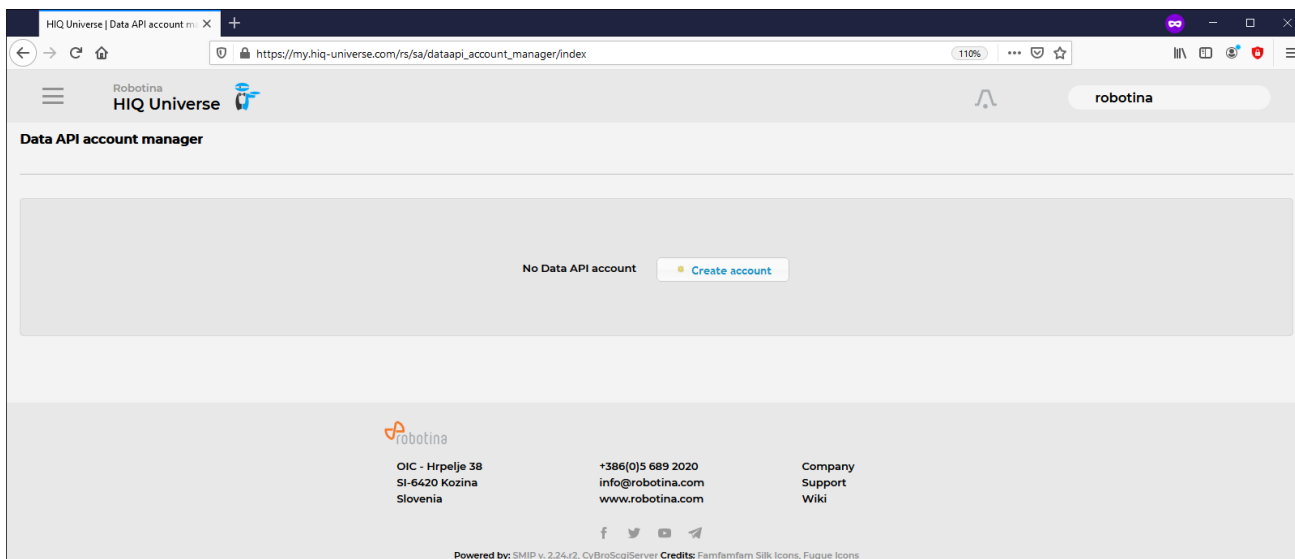 HIQ Universe | Data API account m
https://my.hiq-universe.com/rs/sa/dataapi_account_manager/index
110%
Robotina
HIQ Universe
robotina
Data API account manager
No Data API account
Create account
robotina
OIC - Hrpelje 38
SI-6420 Kozina
Slovenia
+386(0)5 689 2020
info@robotina.com
www.robotina.com
Company
Support
Wiki
Powered by: SMIP v. 2.24.r2, CyBroScgiServer Credits: Famfamfam Silk Icons, Fugue Icons